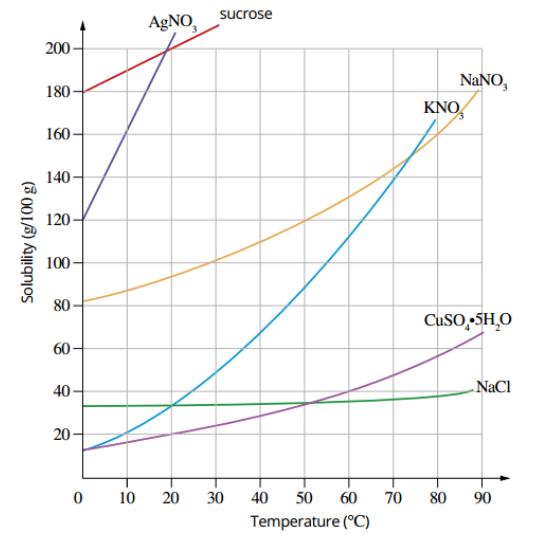 sucrose
AgNO₃
200
180
160
140
120
100
80
60
40
20
Solubility (g/100 g)
NaNO₃
KNO₃
CuSO₄•5H₂O
NaCl
0 10 20 30 40 50 60 70 80 90
Temperature (°C)